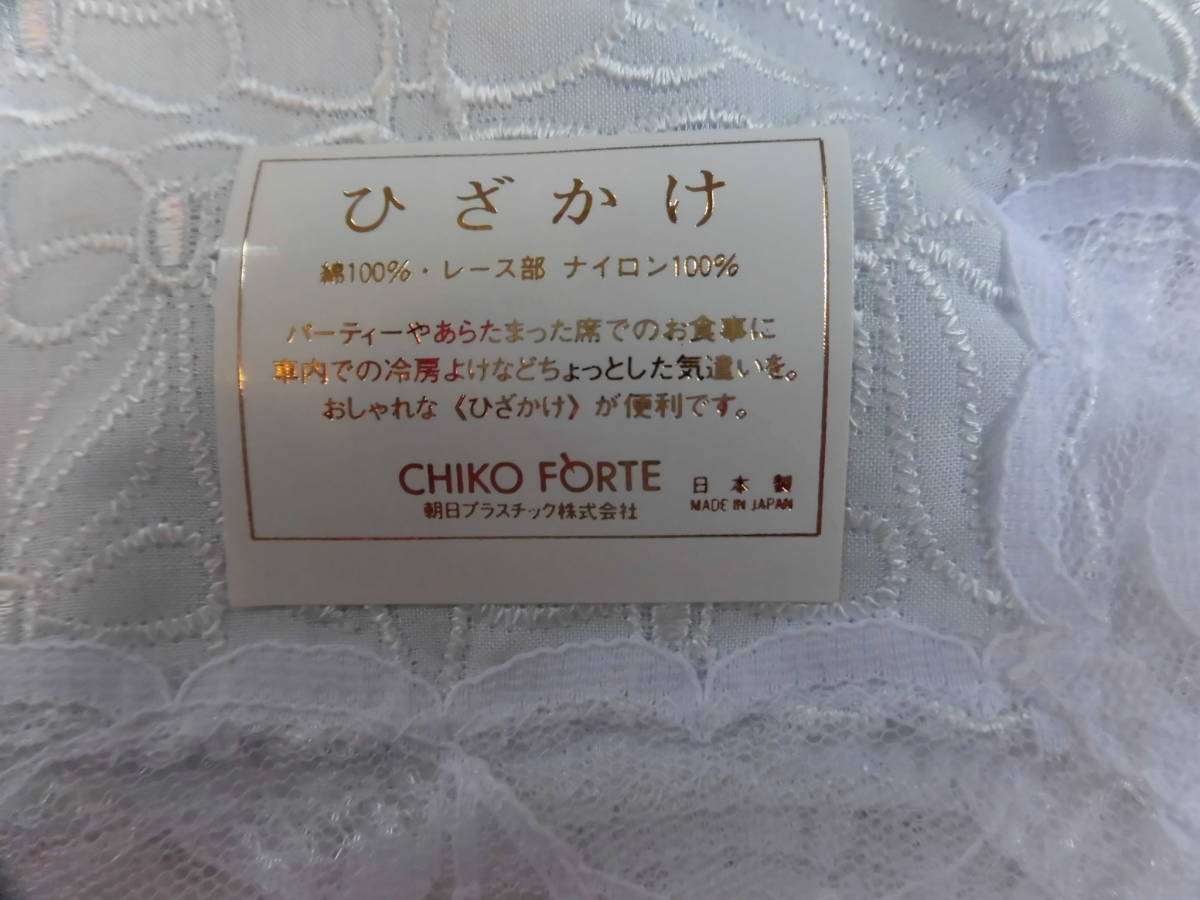 ひざかけ
綿100%・レース部 ナイロン100%
パーティーやあらたまった席でのお食事に
車内での冷房よけなどちょっとした気遣いを。
おしゃれな〈ひざかけ〉が便利です。
CHIKO FORTE
朝日プラスチック株式会社
日本製
MADE IN JAPAN